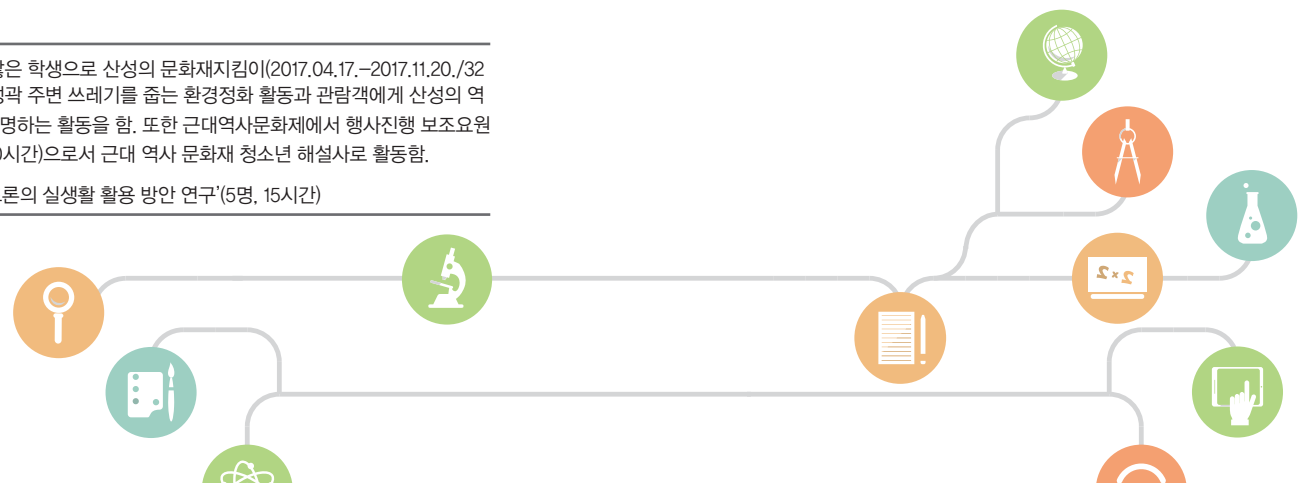 은 학생으로 산성의 문화재지킴이(2017.04.17.-2017.11.20./32
성곽 주변 쓰레기를 줍는 환경정화 활동과 관람객에게 산성의 역
명하는 활동을 함. 또한 근대역사문화제에서 행사진행 보조요원
0시간)으로서 근대 역사 문화재 청소년 해설사로 활동함.
론의 실생활 활용 방안 연구'(5명, 15시간)
2×2